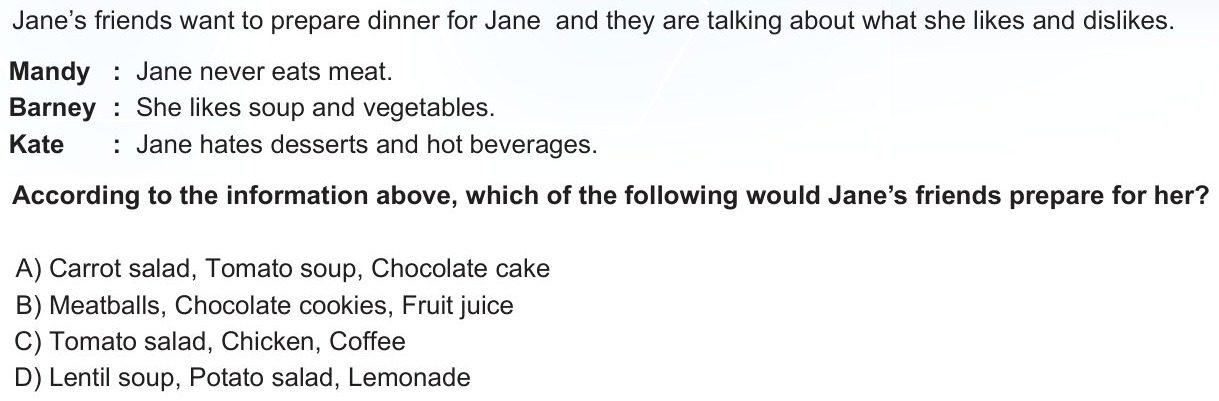 Jane’s friends want to prepare dinner for Jane and they are talking about what she likes and dislikes.
Mandy : Jane never eats meat.
Barney : She likes soup and vegetables.
Kate : Jane hates desserts and hot beverages.
According to the information above, which of the following would Jane’s friends prepare for her?
A) Carrot salad, Tomato soup, Chocolate cake
B) Meatballs, Chocolate cookies, Fruit juice
C) Tomato salad, Chicken, Coffee
D) Lentil soup, Potato salad, Lemonade